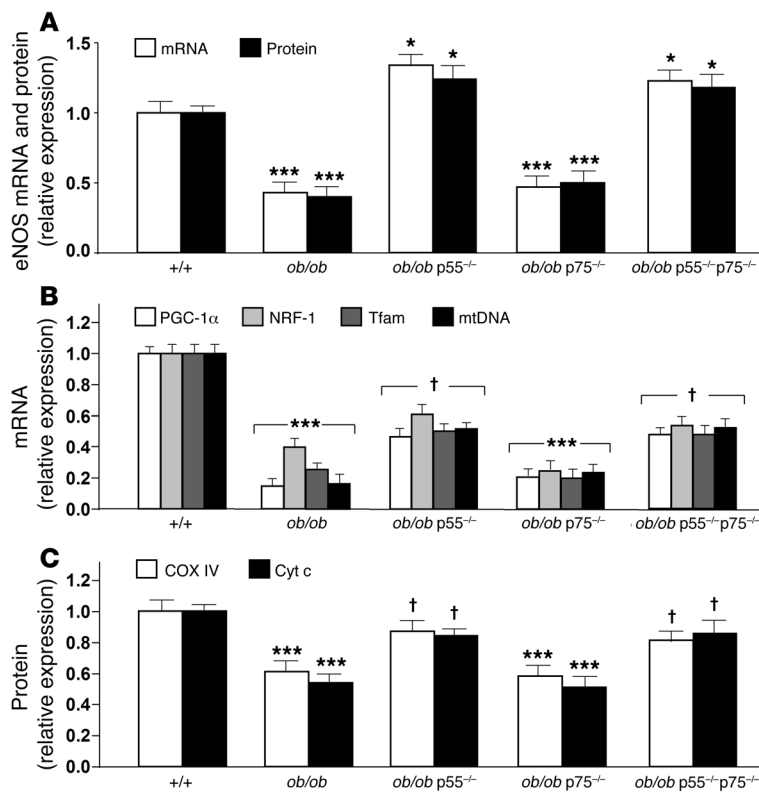 A
eNOS mRNA and protein
(relative expression)
1.5
1.0
0.5
0.0
mRNA Protein
*** *** * * *** *** * *
+/+ ob/ob ob/ob p55⁻/⁻ ob/ob p75⁻/⁻ ob/ob p55⁻/⁻p75⁻/⁻
B
mRNA
(relative expression)
1.2
1.0
0.8
0.6
0.4
0.2
0.0
PGC-1α NRF-1 Tfam mtDNA
*** † *** †
+/+ ob/ob ob/ob p55⁻/⁻ ob/ob p75⁻/⁻ ob/ob p55⁻/⁻p75⁻/⁻
C
Protein
(relative expression)
1.2
1.0
0.8
0.6
0.4
0.2
0.0
COX IV Cyt c
*** *** † † *** *** † †
+/+ ob/ob ob/ob p55⁻/⁻ ob/ob p75⁻/⁻ ob/ob p55⁻/⁻p75⁻/⁻